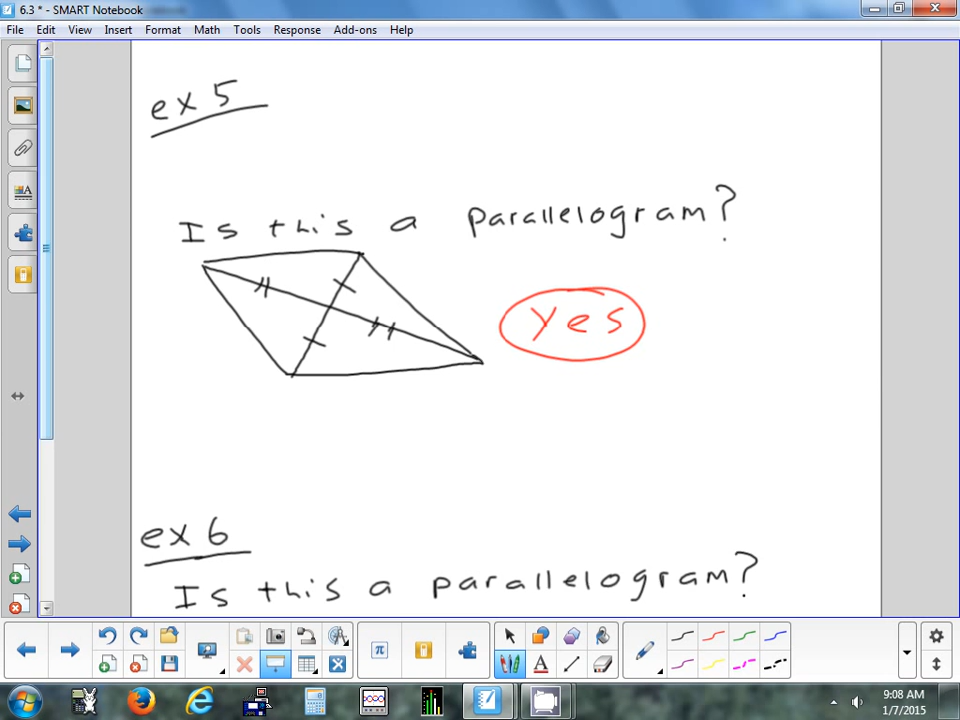 6.3 * - SMART Notebook
File Edit View Insert Format Math Tools Response Add-ons Help
ex 5
Is this a parallelogram?
Yes
ex 6
Is this a parallelogram?
9:08 AM
1/7/2015